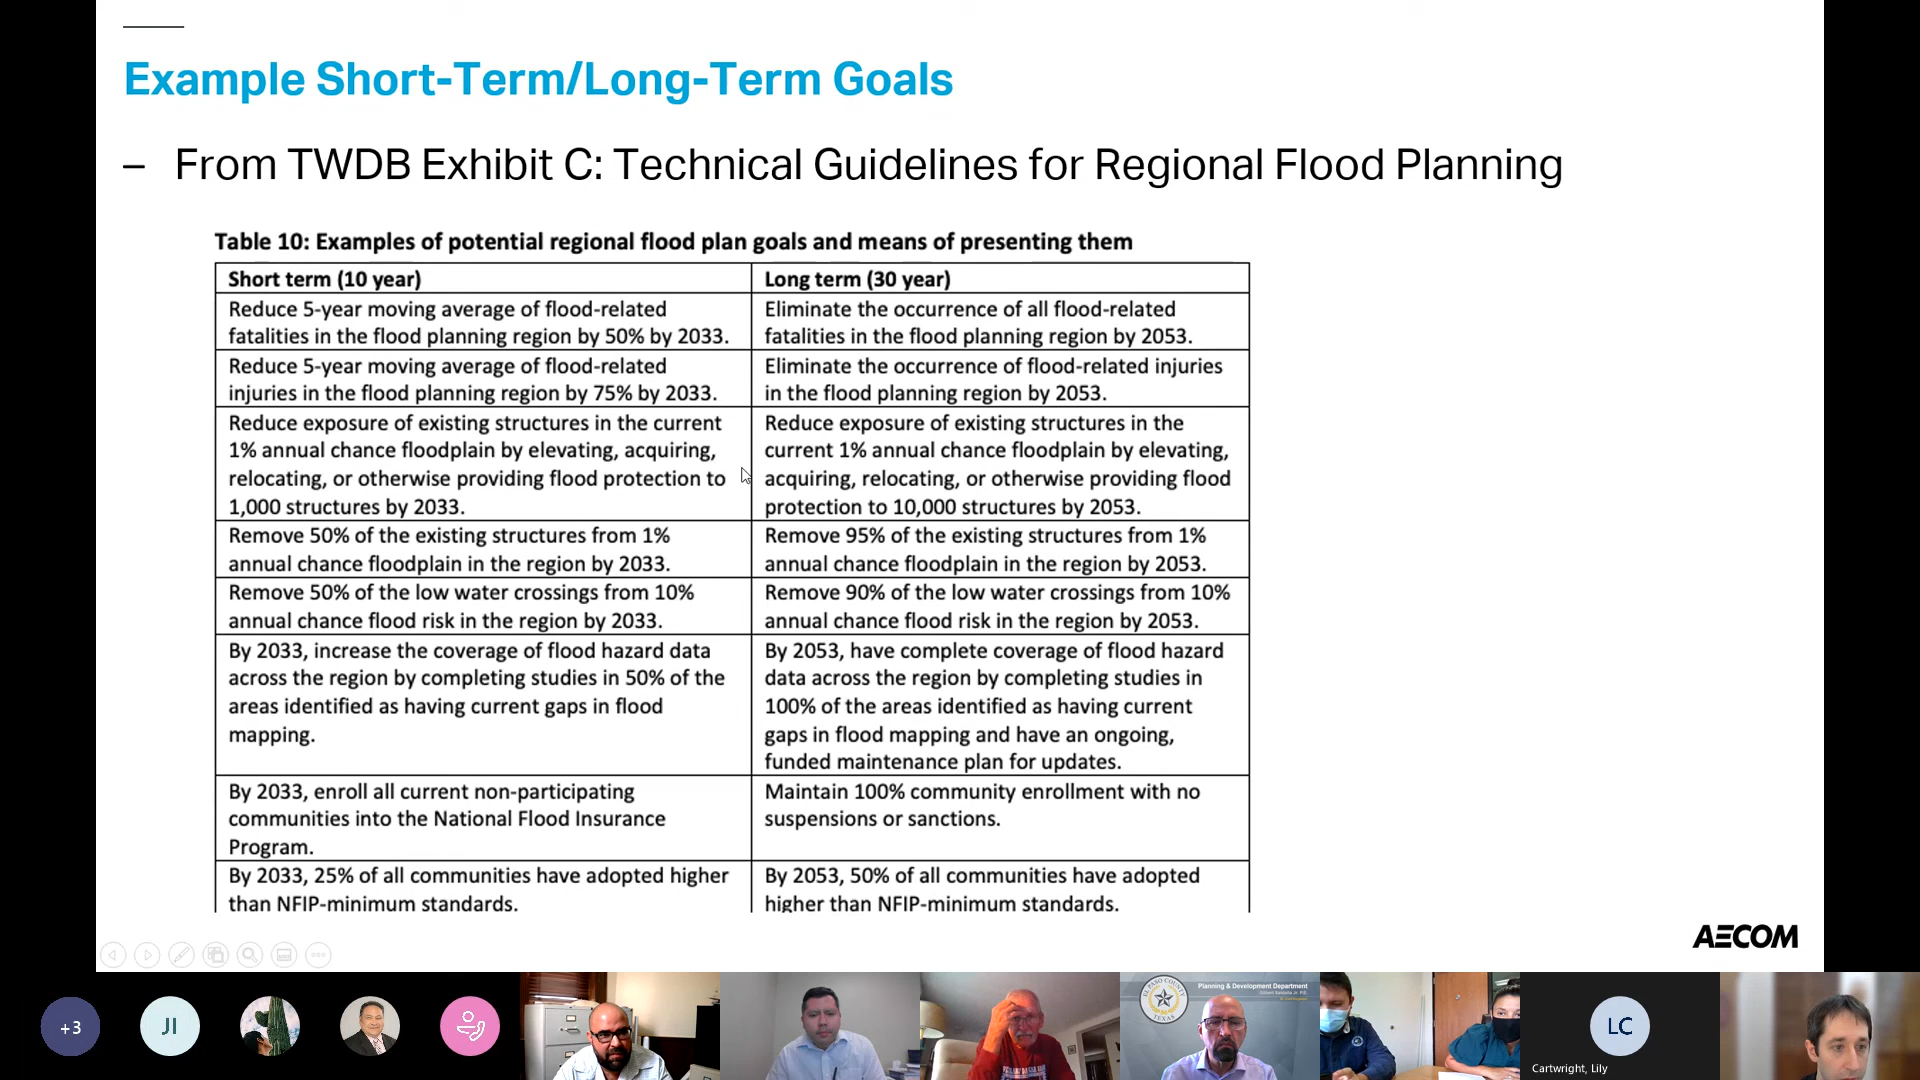 Example Short-Term/Long-Term Goals
– From TWDB Exhibit C: Technical Guidelines for Regional Flood Planning
Table 10: Examples of potential regional flood plan goals and means of presenting them
Short term (10 year)
Long term (30 year)
Reduce 5-year moving average of flood-related
fatalities in the flood planning region by 50% by 2033.
Eliminate the occurrence of all flood-related
fatalities in the flood planning region by 2053.
Reduce 5-year moving average of flood-related
injuries in the flood planning region by 75% by 2033.
Eliminate the occurrence of flood-related injuries
in the flood planning region by 2053.
Reduce exposure of existing structures in the current
1% annual chance floodplain by elevating, acquiring,
relocating, or otherwise providing flood protection to
1,000 structures by 2033.
Reduce exposure of existing structures in the
current 1% annual chance floodplain by elevating,
acquiring, relocating, or otherwise providing flood
protection to 10,000 structures by 2053.
Remove 50% of the existing structures from 1%
annual chance floodplain in the region by 2033.
Remove 95% of the existing structures from 1%
annual chance floodplain in the region by 2053.
Remove 50% of the low water crossings from 10%
annual chance flood risk in the region by 2033.
Remove 90% of the low water crossings from 10%
annual chance flood risk in the region by 2053.
By 2033, increase the coverage of flood hazard data
across the region by completing studies in 50% of the
areas identified as having current gaps in flood
mapping.
By 2053, have complete coverage of flood hazard
data across the region by completing studies in
100% of the areas identified as having current
gaps in flood mapping and have an ongoing,
funded maintenance plan for updates.
By 2033, enroll all current non-participating
communities into the National Flood Insurance
Program.
Maintain 100% community enrollment with no
suspensions or sanctions.
By 2033, 25% of all communities have adopted higher
than NFIP-minimum standards.
By 2053, 50% of all communities have adopted
higher than NFIP-minimum standards.
AECOM
+3
JI
EL PASO COUNTY
TEXAS
Planning & Development Department
LC
Cartwright, Lily